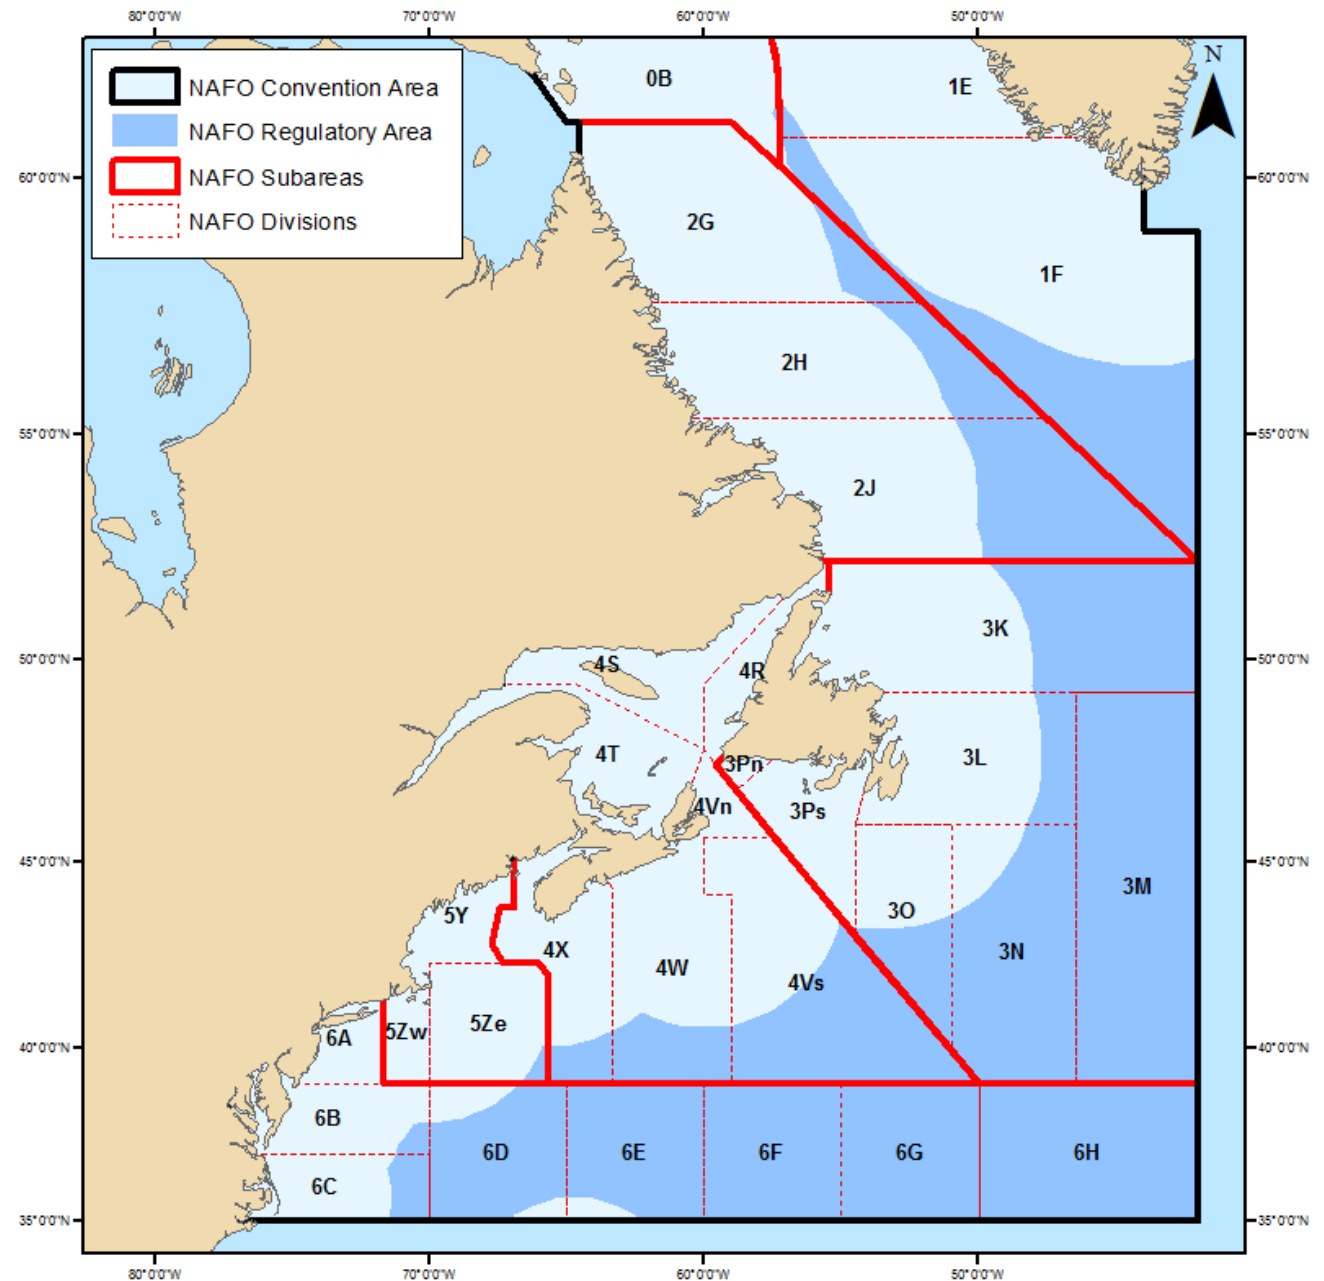 80°0'0"W 70°0'0"W 60°0'0"W 50°0'0"W
NAFO Convention Area
NAFO Regulatory Area
NAFO Subareas
NAFO Divisions
N
0B
1E
60°0'0"N 60°0'0"N
2G
1F
2H
55°0'0"N 55°0'0"N
2J
3K
50°0'0"N 50°0'0"N
4S
4R
4T
3Pn
3L
4Vn
3Ps
45°0'0"N 45°0'0"N
3M
5Y
3O
4X
3N
4W
4Vs
5Ze
5Zw
6A
40°0'0"N 40°0'0"N
6B
6D
6E
6F
6G
6H
6C
35°0'0"N 35°0'0"N
80°0'0"W 70°0'0"W 60°0'0"W 50°0'0"W